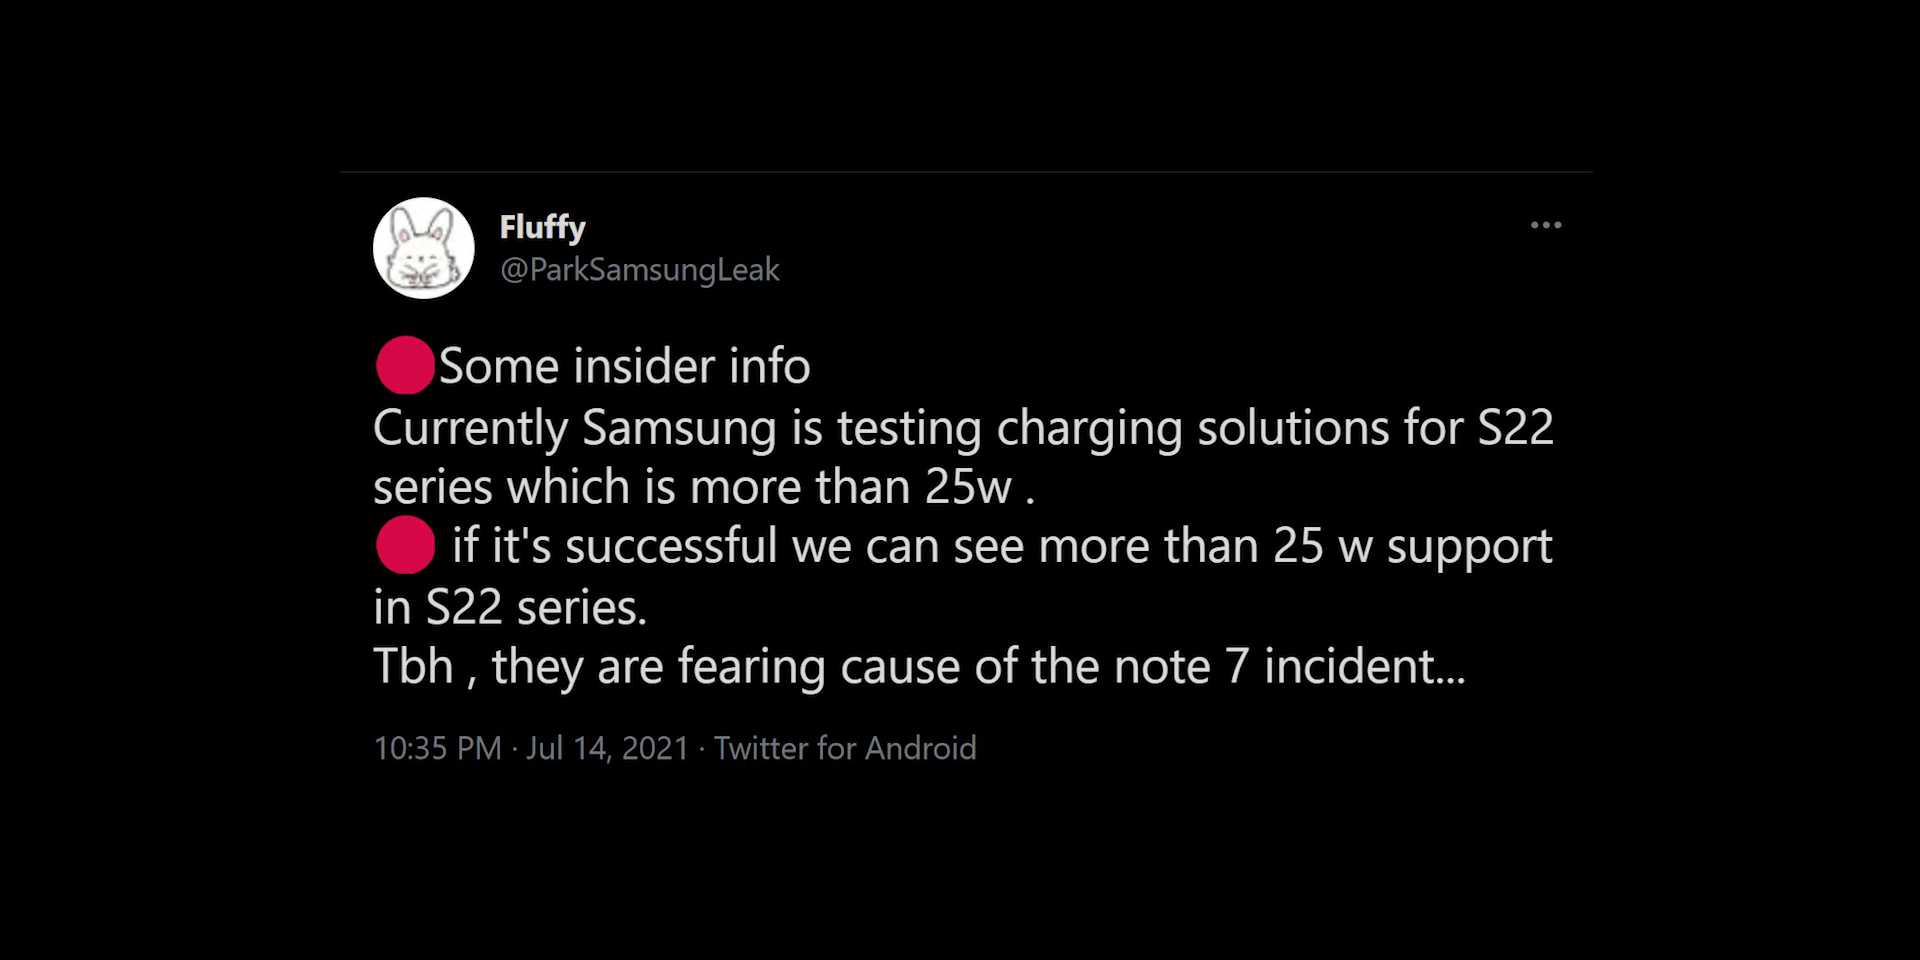 Fluffy
@ParkSamsungLeak
🔴Some insider info
Currently Samsung is testing charging solutions for S22
series which is more than 25w .
🔴 if it's successful we can see more than 25 w support
in S22 series.
Tbh , they are fearing cause of the note 7 incident...
10:35 PM · Jul 14, 2021 · Twitter for Android